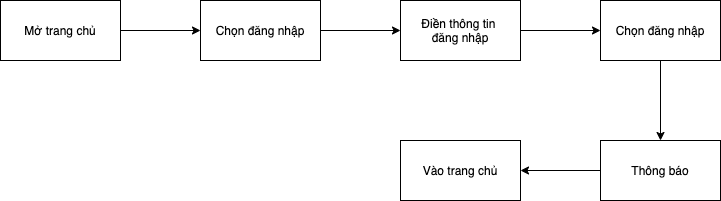 Mở trang chủ
Chọn đăng nhập
Điền thông tin
đăng nhập
Chọn đăng nhập
Thông báo
Vào trang chủ